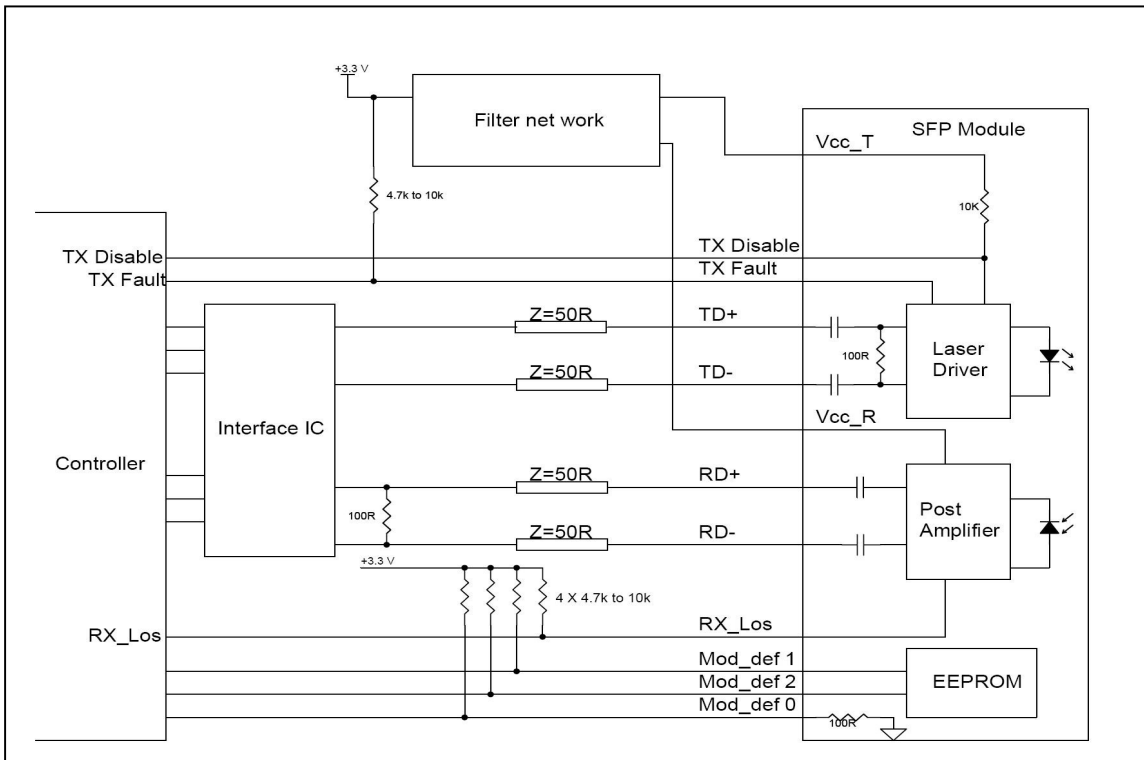 +3.3 V
Filter net work
SFP Module
Vcc_T
4.7k to 10k
10K
TX Disable
TX Disable
TX Fault
TX Fault
Z=50R
TD+
100R
Laser
Driver
Z=50R
TD-
Vcc_R
Interface IC
Controller
Z=50R
RD+
100R
Post
Amplifier
Z=50R
RD-
+3.3 V
4 X 4.7k to 10k
RX_Los
RX_Los
Mod_def 1
Mod_def 2
EEPROM
Mod_def 0
100R